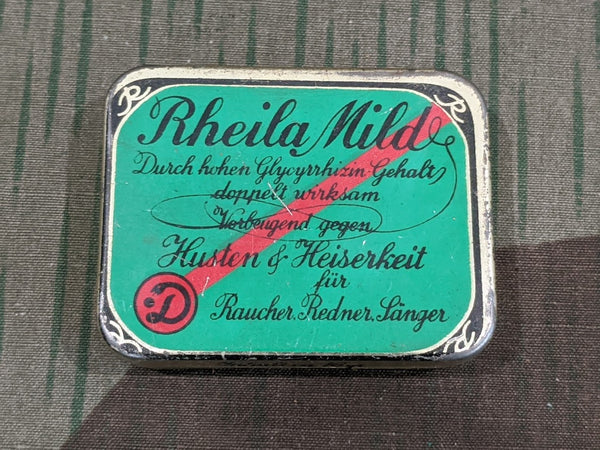 Rheila Mild
Durch hohen Glycyrrhizin-Gehalt
doppelt wirksam
Vorbeugend gegen
Husten & Heiserkeit
für
Raucher. Redner. Sänger